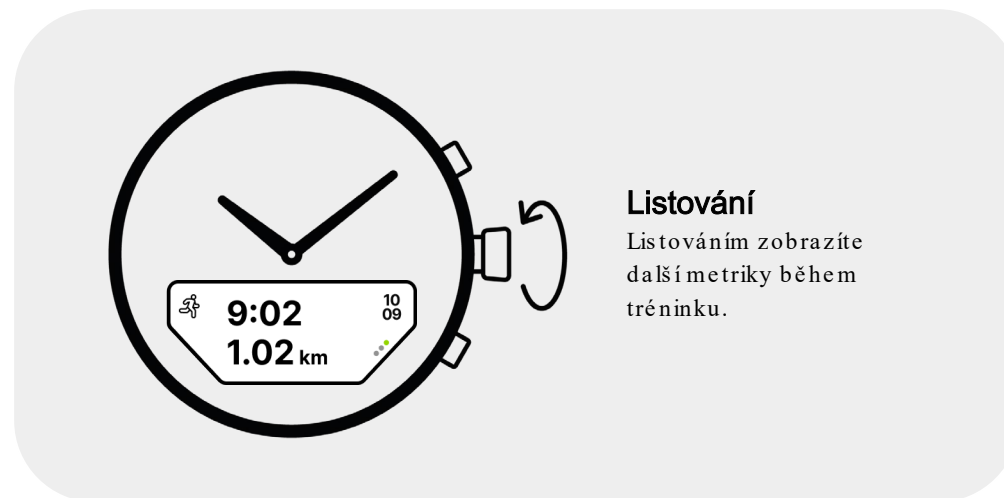 9:02
10
09
1.02 km
Listování
Listováním zobrazíte
další metriky během
tréninku.